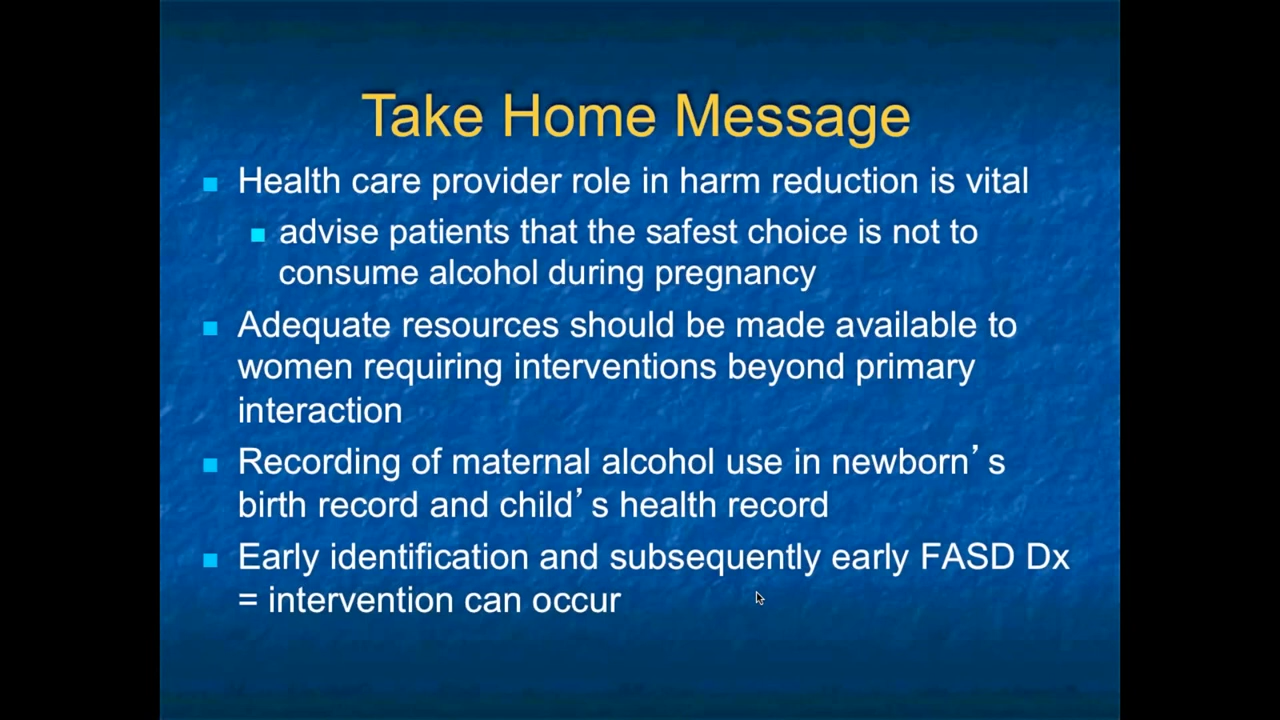 Take Home Message
Health care provider role in harm reduction is vital
advise patients that the safest choice is not to
consume alcohol during pregnancy
Adequate resources should be made available to
women requiring interventions beyond primary
interaction
Recording of maternal alcohol use in newborn’s
birth record and child’s health record
Early identification and subsequently early FASD Dx
= intervention can occur